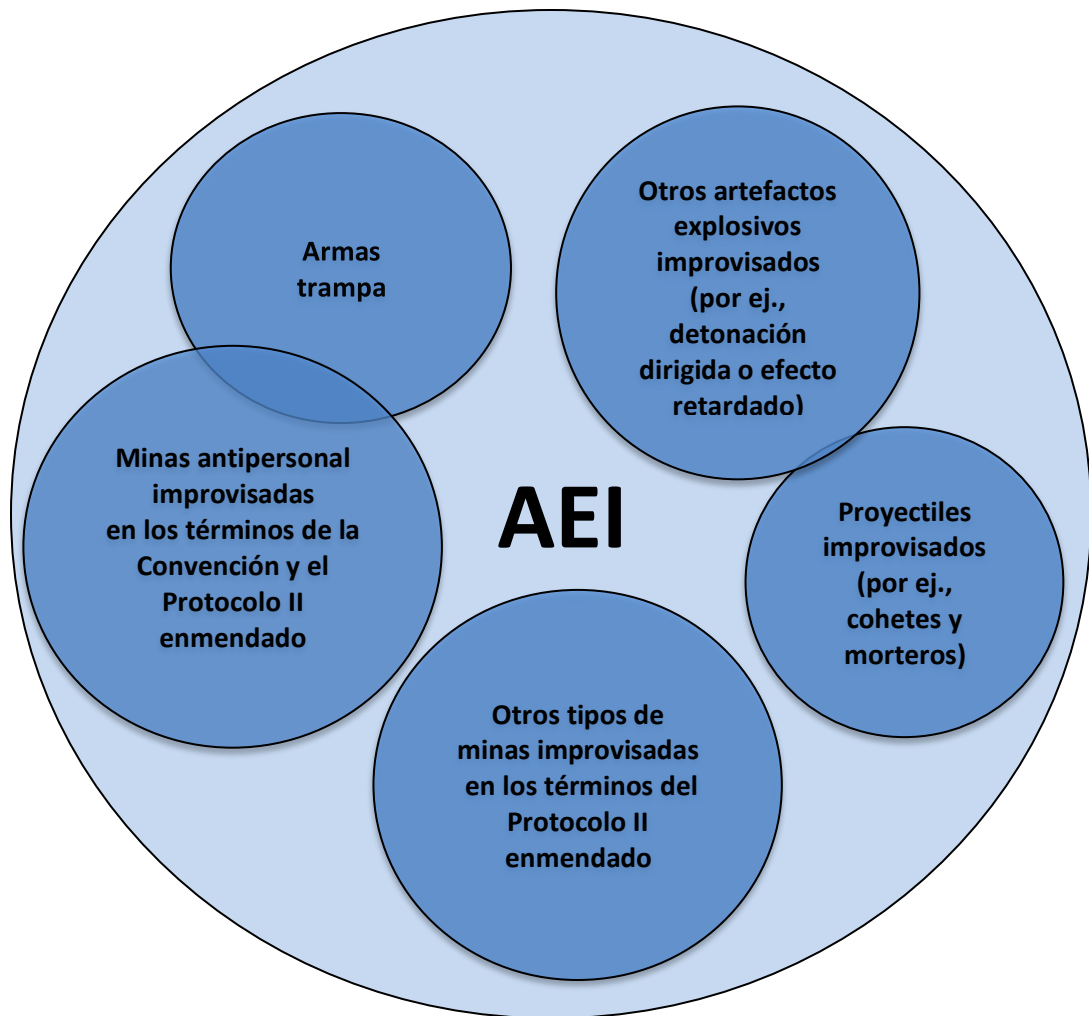 Armas
trampa
Otros artefactos
explosivos
improvisados
(por ej.,
detonación
dirigida o efecto
retardado)
Minas antipersonal
improvisadas
en los términos de la
Convención y el
Protocolo II
enmendado
AEI
Proyectiles
improvisados
(por ej.,
cohetes y
morteros)
Otros tipos de
minas improvisadas
en los términos del
Protocolo II
enmendado